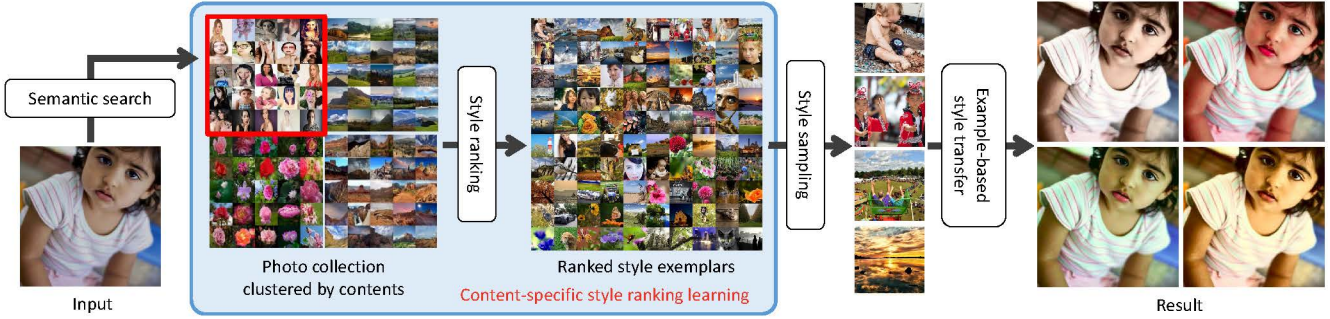 Semantic search
Input
Photo collection
clustered by contents
Style ranking
Ranked style exemplars
Content-specific style ranking learning
Style sampling
Example-based
style transfer
Result